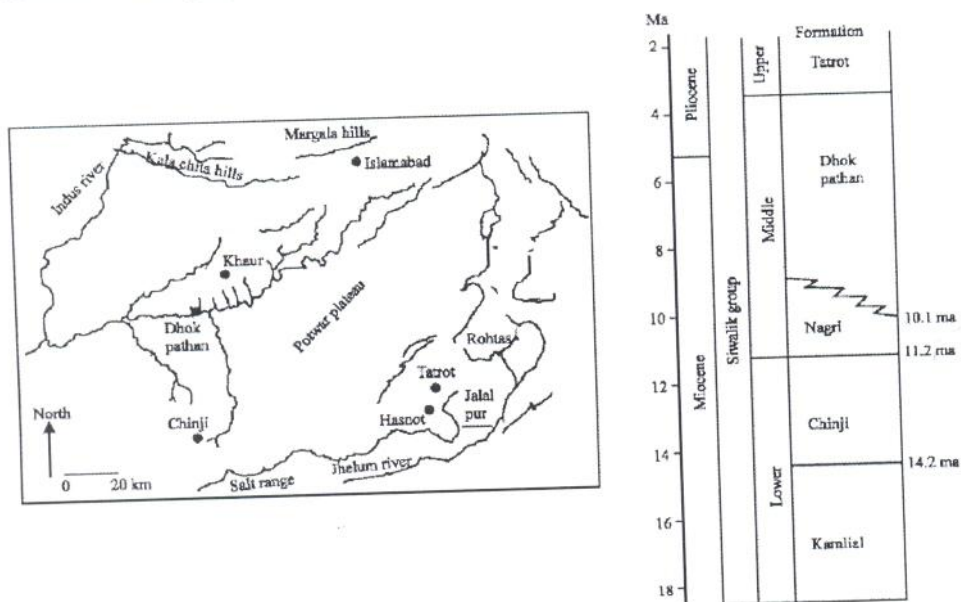 Margala hills
Islamabad
Kala chita hills
Indus river
Khaur
Dhok
pathan
Potwar plateau
Rohtas
Tatrot
Jalal
pur
Hasnot
Chinji
North
0 20 km
Salt range
Jhelum river
Ma
2
4
6
8
10
12
14
16
18
Pliocene
Miocene
Siwalik group
Upper
Middle
Lower
Formation
Tatrot
Dhok
pathan
Nagri
10.1 ma
11.2 ma
Chinji
14.2 ma
Kamlial